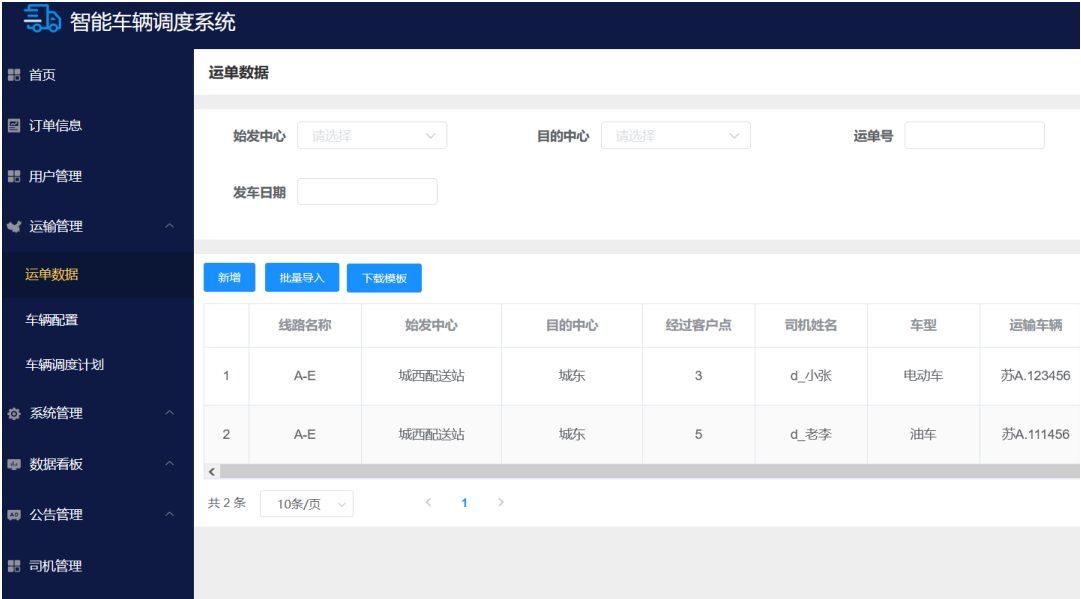 智能车辆调度系统
首页
订单信息
用户管理
运输管理
运单数据
车辆配置
车辆调度计划
系统管理
数据看板
公告管理
司机管理
运单数据
始发中心 请选择 目的中心 请选择 运单号
发车日期
新增 批量导入 下载模板
线路名称 始发中心 目的中心 经过客户点 司机姓名 车型 运输车辆
1 A-E 城西配送站 城东 3 d_小张 电动车 苏A.123456
2 A-E 城西配送站 城东 5 d_老李 油车 苏A.111456
共 2 条 10条/页 1